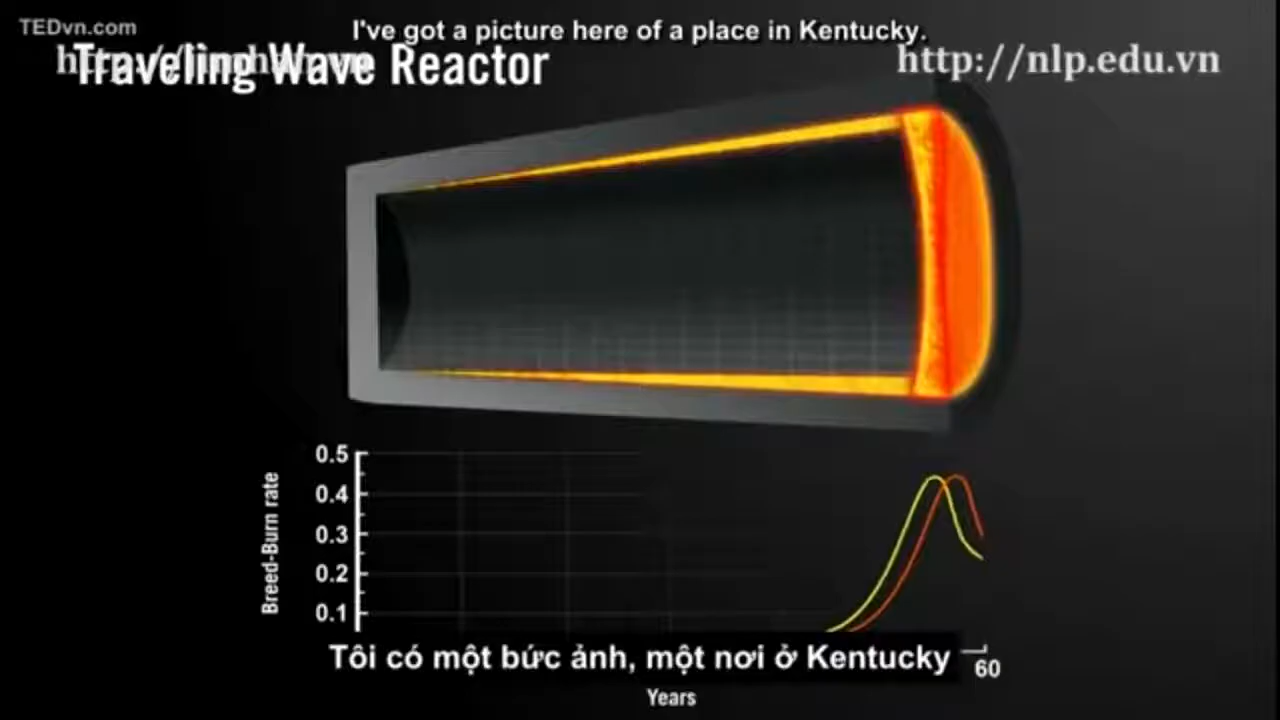 TEDvn.com
I've got a picture here of a place in Kentucky.
http://nlp.edu.vn
Traveling Wave Reactor
0.5
0.4
0.3
0.2
0.1
Breed-Burn rate
Tôi có một bức ảnh, một nơi ở Kentucky
60
Years